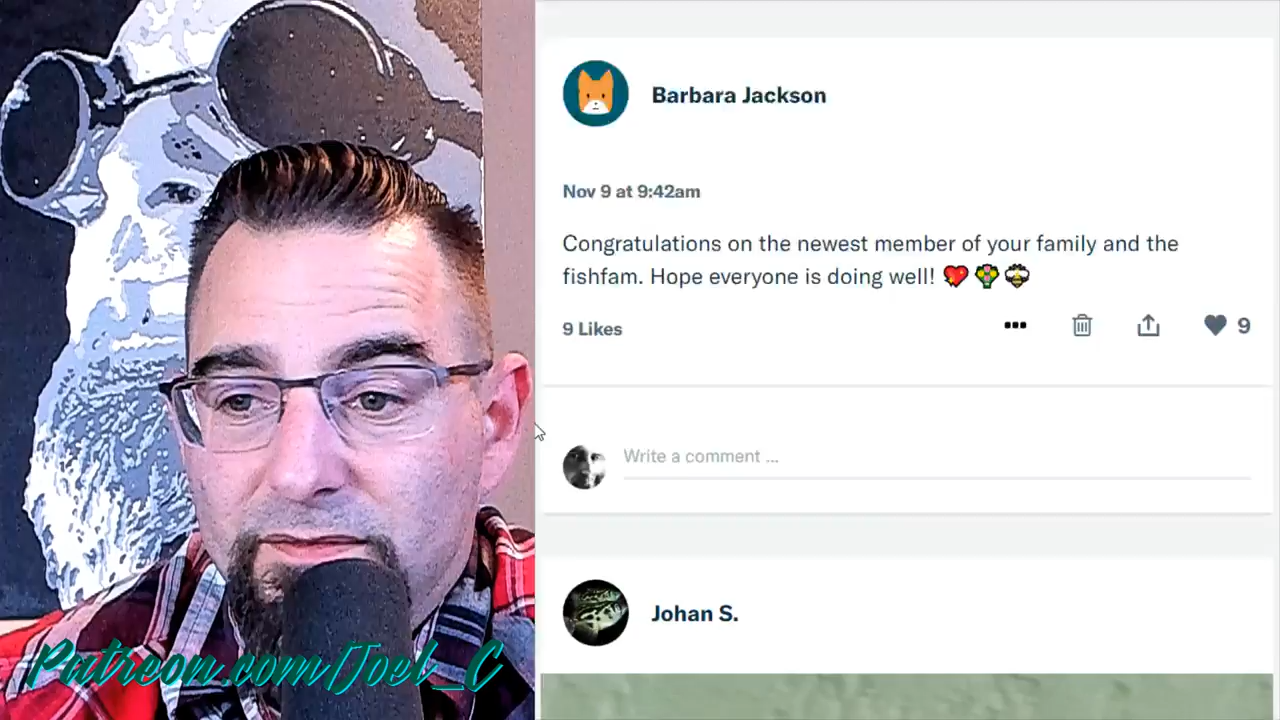 Barbara Jackson
Nov 9 at 9:42am
Congratulations on the newest member of your family and the
fishfam. Hope everyone is doing well! 💖💐🐝
9 Likes
9
Write a comment ...
Johan S.
Patreon.com/Joel_C